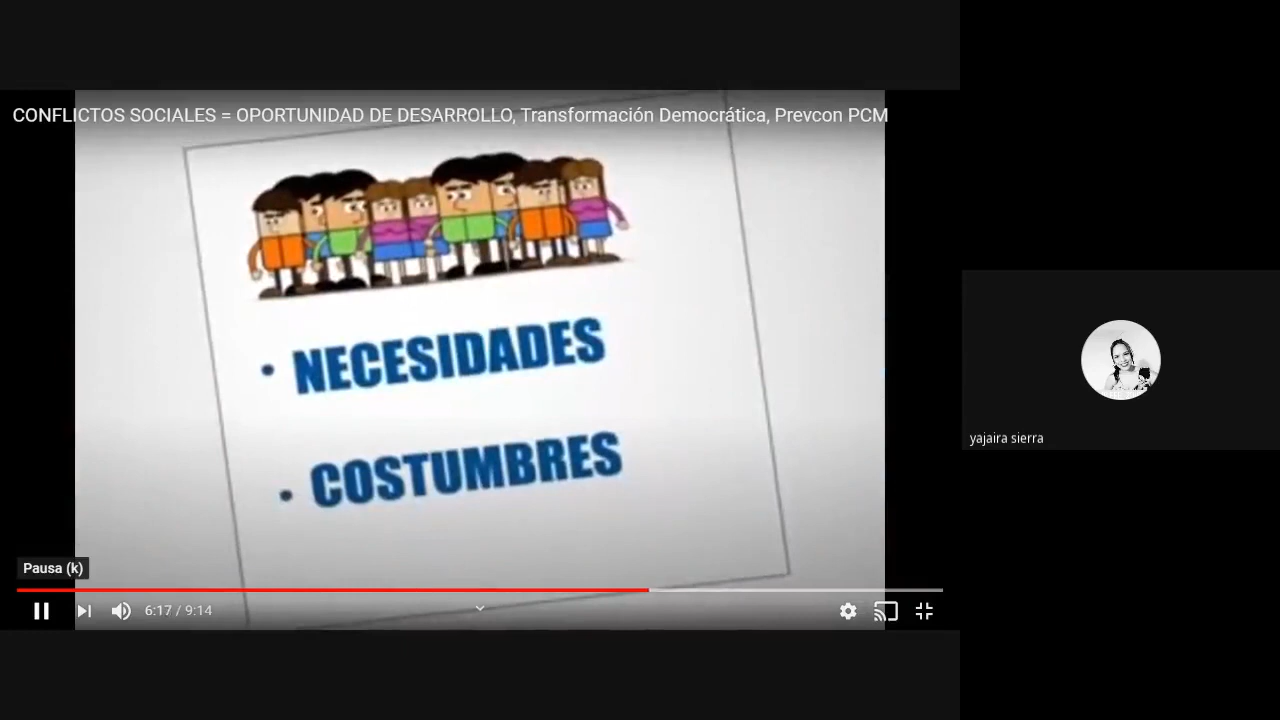 CONFLICTOS SOCIALES = OPORTUNIDAD DE DESARROLLO, Transformación Democrática, Prevcon PCM
• NECESIDADES
• COSTUMBRES
yajaira sierra
Pausa (k)
6:17 / 9:14